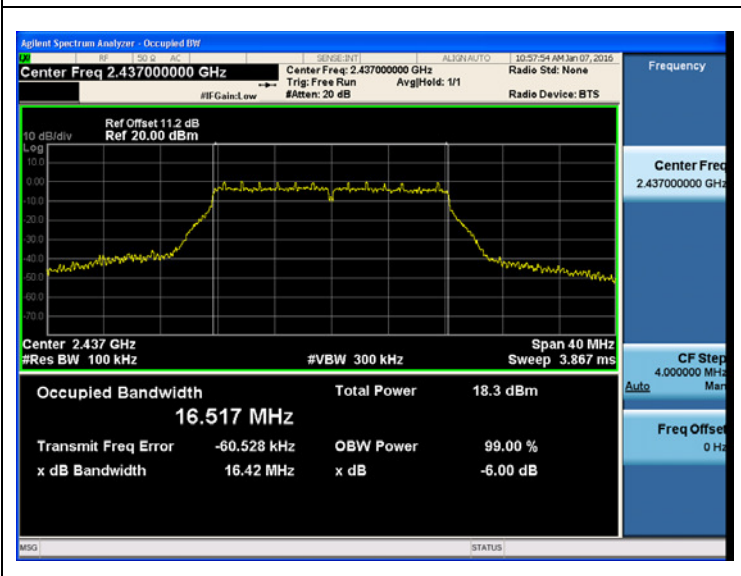 Agilent Spectrum Analyzer - Occupied BW
RF 50 Ω AC SENSE:INT ALIGN AUTO 10:57:54 AM Jan 07, 2016
Center Freq 2.437000000 GHz Center Freq: 2.437000000 GHz Radio Std: None
Trig: Free Run Avg|Hold: 1/1
#IFGain:Low #Atten: 20 dB Radio Device: BTS
Ref Offset 11.2 dB
10 dB/div Ref 20.00 dBm
Log
10.0
0.00
-10.0
-20.0
-30.0
-40.0
-50.0
-60.0
-70.0
Center 2.437 GHz Span 40 MHz
#Res BW 100 kHz #VBW 300 kHz Sweep 3.867 ms
Occupied Bandwidth Total Power 18.3 dBm
16.517 MHz
Transmit Freq Error -60.528 kHz OBW Power 99.00 %
x dB Bandwidth 16.42 MHz x dB -6.00 dB
MSG STATUS
Frequency
Center Freq
2.437000000 GHz
CF Step
4.000000 MHz
Auto Man
Freq Offset
0 Hz